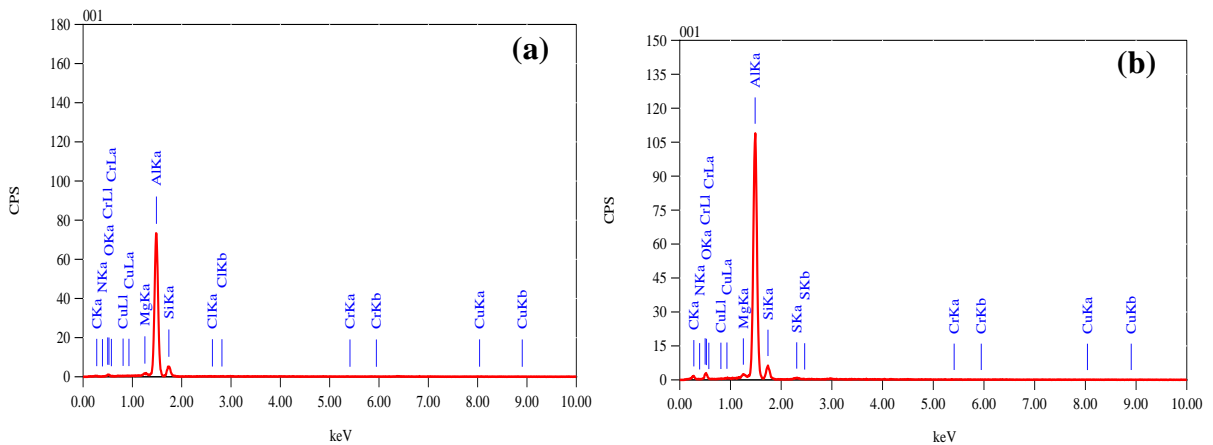 001
(a)
CPS
180
160
140
120
100
80
60
40
20
0
CKa
NKa
OKa
CrLl
CrLa
CuLl
CuLa
MgKa
AlKa
SiKa
ClKa
ClKb
CrKa
CrKb
CuKa
CuKb
0.00 1.00 2.00 3.00 4.00 5.00 6.00 7.00 8.00 9.00 10.00
keV
001
(b)
CPS
150
135
120
105
90
75
60
45
30
15
0
CKa
NKa
OKa
CrLl
CrLa
CuLl
CuLa
MgKa
AlKa
SiKa
SKa
SKb
CrKa
CrKb
CuKa
CuKb
0.00 1.00 2.00 3.00 4.00 5.00 6.00 7.00 8.00 9.00 10.00
keV